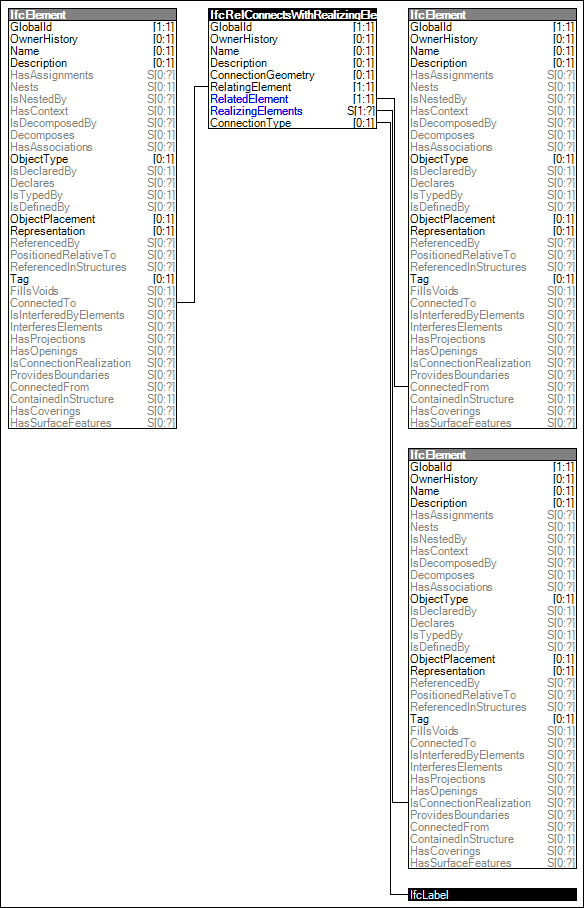 IfcElement
GlobalId [1:1]
OwnerHistory [0:1]
Name [0:1]
Description [0:1]
HasAssignments S[0:?]
Nests S[0:1]
IsNestedBy S[0:?]
HasContext S[0:1]
IsDecomposedBy S[0:?]
Decomposes S[0:1]
HasAssociations S[0:?]
ObjectType [0:1]
IsDeclaredBy S[0:1]
Declares S[0:?]
IsTypedBy S[0:1]
IsDefinedBy S[0:?]
ObjectPlacement [0:1]
Representation [0:1]
ReferencedBy S[0:?]
PositionedRelativeTo S[0:?]
ReferencedInStructures S[0:?]
Tag [0:1]
FillsVoids S[0:1]
ConnectedTo S[0:?]
IsInterferedByElements S[0:?]
InterferesElements S[0:?]
HasProjections S[0:?]
HasOpenings S[0:?]
IsConnectionRealization S[0:?]
ProvidesBoundaries S[0:?]
ConnectedFrom S[0:?]
ContainedInStructure S[0:1]
HasCoverings S[0:?]
HasSurfaceFeatures S[0:?]
IfcRelConnectsWithRealizingEle
GlobalId [1:1]
OwnerHistory [0:1]
Name [0:1]
Description [0:1]
ConnectionGeometry [0:1]
RelatingElement [1:1]
RelatedElement [1:1]
RealizingElements S[1:?]
ConnectionType [0:1]
IfcElement
GlobalId [1:1]
OwnerHistory [0:1]
Name [0:1]
Description [0:1]
HasAssignments S[0:?]
Nests S[0:1]
IsNestedBy S[0:?]
HasContext S[0:1]
IsDecomposedBy S[0:?]
Decomposes S[0:1]
HasAssociations S[0:?]
ObjectType [0:1]
IsDeclaredBy S[0:1]
Declares S[0:?]
IsTypedBy S[0:1]
IsDefinedBy S[0:?]
ObjectPlacement [0:1]
Representation [0:1]
ReferencedBy S[0:?]
PositionedRelativeTo S[0:?]
ReferencedInStructures S[0:?]
Tag [0:1]
FillsVoids S[0:1]
ConnectedTo S[0:?]
IsInterferedByElements S[0:?]
InterferesElements S[0:?]
HasProjections S[0:?]
HasOpenings S[0:?]
IsConnectionRealization S[0:?]
ProvidesBoundaries S[0:?]
ConnectedFrom S[0:?]
ContainedInStructure S[0:1]
HasCoverings S[0:?]
HasSurfaceFeatures S[0:?]
IfcElement
GlobalId [1:1]
OwnerHistory [0:1]
Name [0:1]
Description [0:1]
HasAssignments S[0:?]
Nests S[0:1]
IsNestedBy S[0:?]
HasContext S[0:1]
IsDecomposedBy S[0:?]
Decomposes S[0:1]
HasAssociations S[0:?]
ObjectType [0:1]
IsDeclaredBy S[0:1]
Declares S[0:?]
IsTypedBy S[0:1]
IsDefinedBy S[0:?]
ObjectPlacement [0:1]
Representation [0:1]
ReferencedBy S[0:?]
PositionedRelativeTo S[0:?]
ReferencedInStructures S[0:?]
Tag [0:1]
FillsVoids S[0:1]
ConnectedTo S[0:?]
IsInterferedByElements S[0:?]
InterferesElements S[0:?]
HasProjections S[0:?]
HasOpenings S[0:?]
IsConnectionRealization S[0:?]
ProvidesBoundaries S[0:?]
ConnectedFrom S[0:?]
ContainedInStructure S[0:1]
HasCoverings S[0:?]
HasSurfaceFeatures S[0:?]
IfcLabel